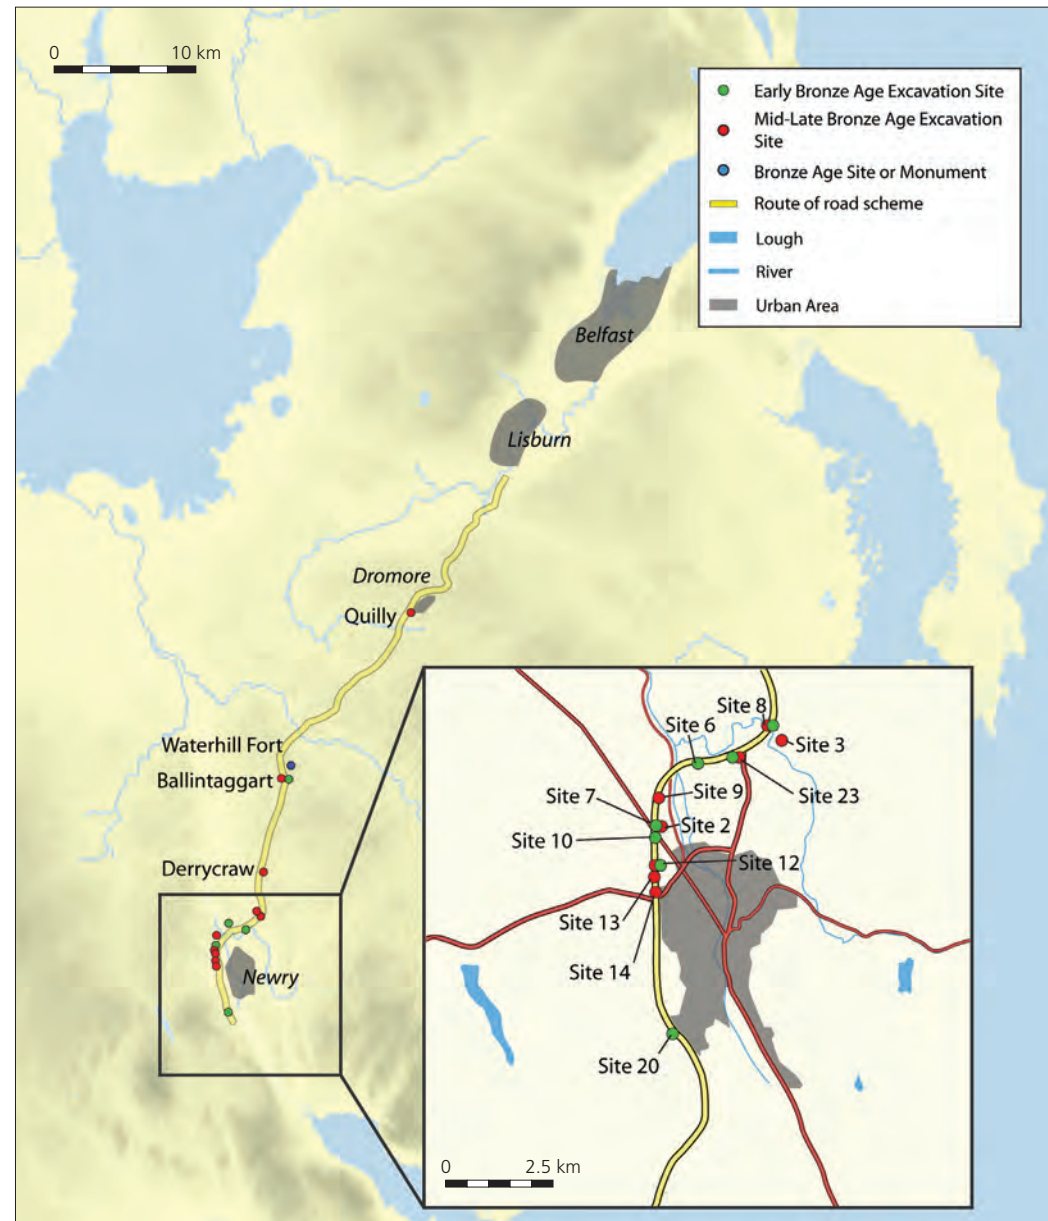 0 10 km
Early Bronze Age Excavation Site
Mid-Late Bronze Age Excavation
Site
Bronze Age Site or Monument
Route of road scheme
Lough
River
Urban Area
Belfast
Lisburn
Dromore
Quilly
Waterhill Fort
Ballintaggart
Derrycraw
Newry
Site 8
Site 6
Site 3
Site 9
Site 23
Site 7
Site 2
Site 10
Site 12
Site 13
Site 14
Site 20
0 2.5 km